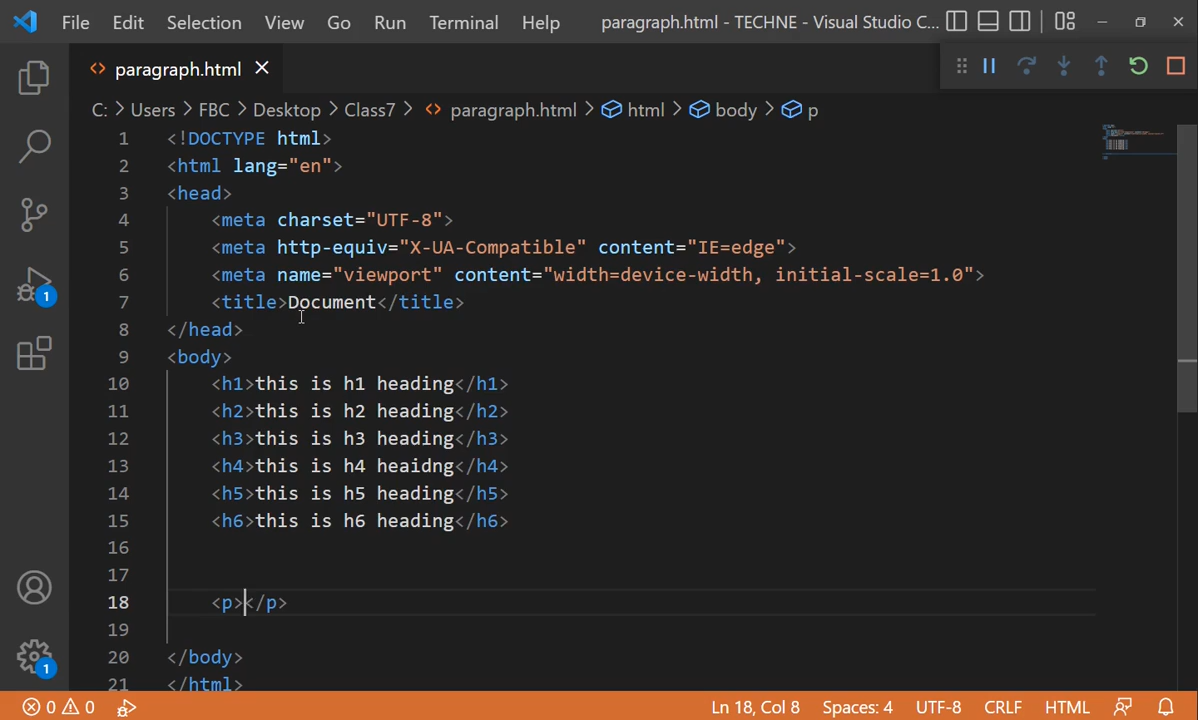 File Edit Selection View Go Run Terminal Help paragraph.html - TECHNE - Visual Studio C...
paragraph.html
C: > Users > FBC > Desktop > Class7 > paragraph.html > html > body > p
1 <!DOCTYPE html>
2 <html lang="en">
3 <head>
4 <meta charset="UTF-8">
5 <meta http-equiv="X-UA-Compatible" content="IE=edge">
6 <meta name="viewport" content="width=device-width, initial-scale=1.0">
7 <title>Document</title>
8 </head>
9 <body>
10 <h1>this is h1 heading</h1>
11 <h2>this is h2 heading</h2>
12 <h3>this is h3 heading</h3>
13 <h4>this is h4 heaidng</h4>
14 <h5>this is h5 heading</h5>
15 <h6>this is h6 heading</h6>
16
17
18 <p></p>
19
20 </body>
21 </html>
1
1
0 0 Ln 18, Col 8 Spaces: 4 UTF-8 CRLF HTML